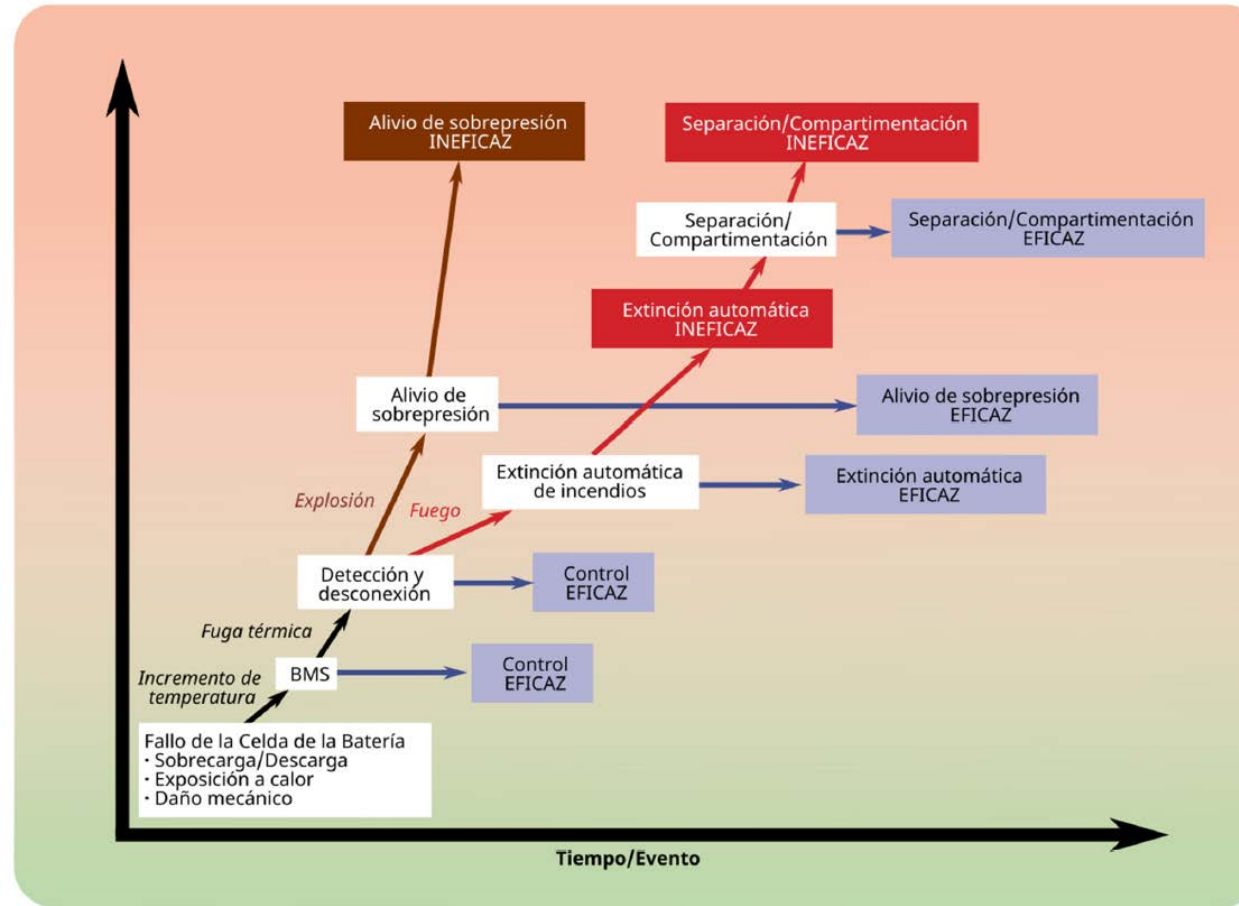 Alivio de sobrepresión
INEFICAZ
Separación/Compartimentación
INEFICAZ
Separación/
Compartimentación
Separación/Compartimentación
EFICAZ
Extinción automática
INEFICAZ
Alivio de
sobrepresión
Alivio de sobrepresión
EFICAZ
Explosión
Fuego
Extinción automática
de incendios
Extinción automática
EFICAZ
Detección y
desconexión
Control
EFICAZ
Fuga térmica
BMS
Control
EFICAZ
Incremento de
temperatura
Fallo de la Celda de la Batería
· Sobrecarga/Descarga
· Exposición a calor
· Daño mecánico
Tiempo/Evento